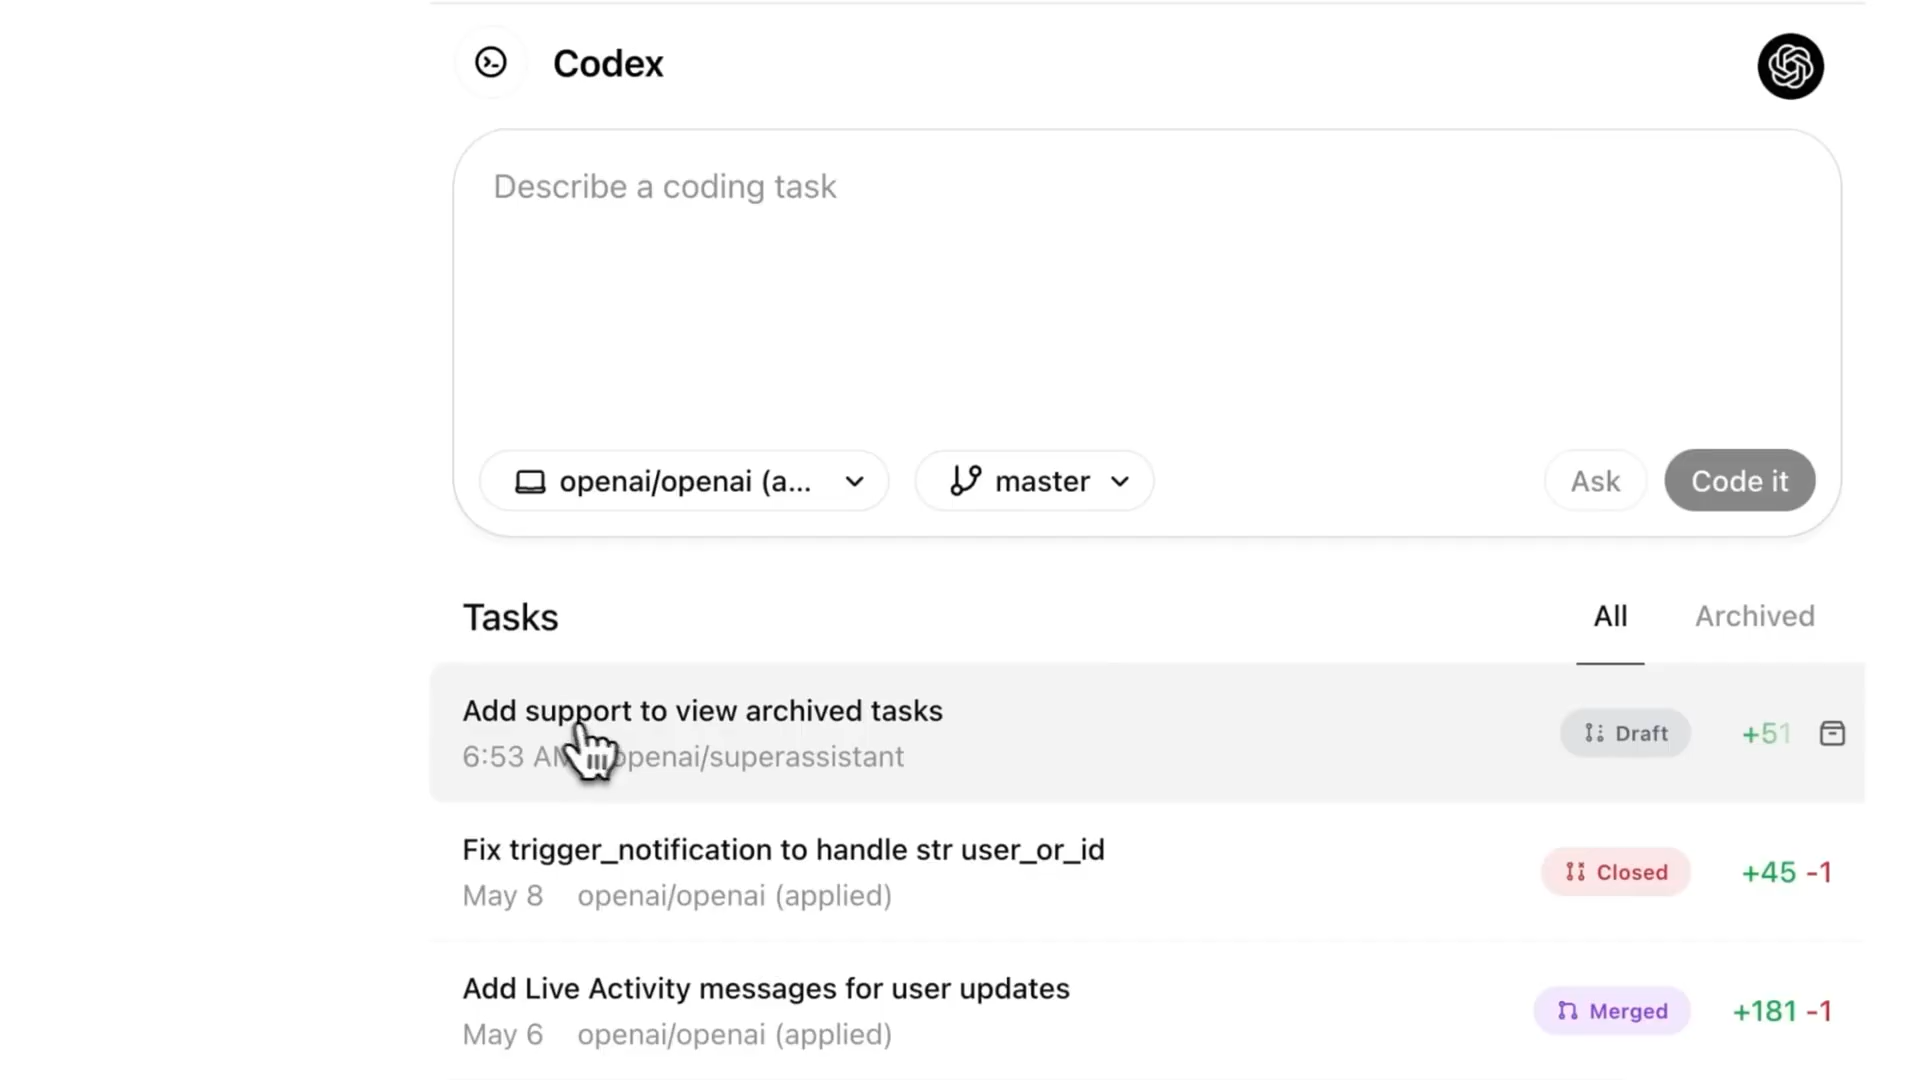 Codex
Describe a coding task
openai/openai (a...
master
Ask
Code it
Tasks
All
Archived
Add support to view archived tasks
6:53 AM openai/superassistant
Draft
+51
Fix trigger_notification to handle str user_or_id
May 8 openai/openai (applied)
Closed
+45 -1
Add Live Activity messages for user updates
May 6 openai/openai (applied)
Merged
+181 -1